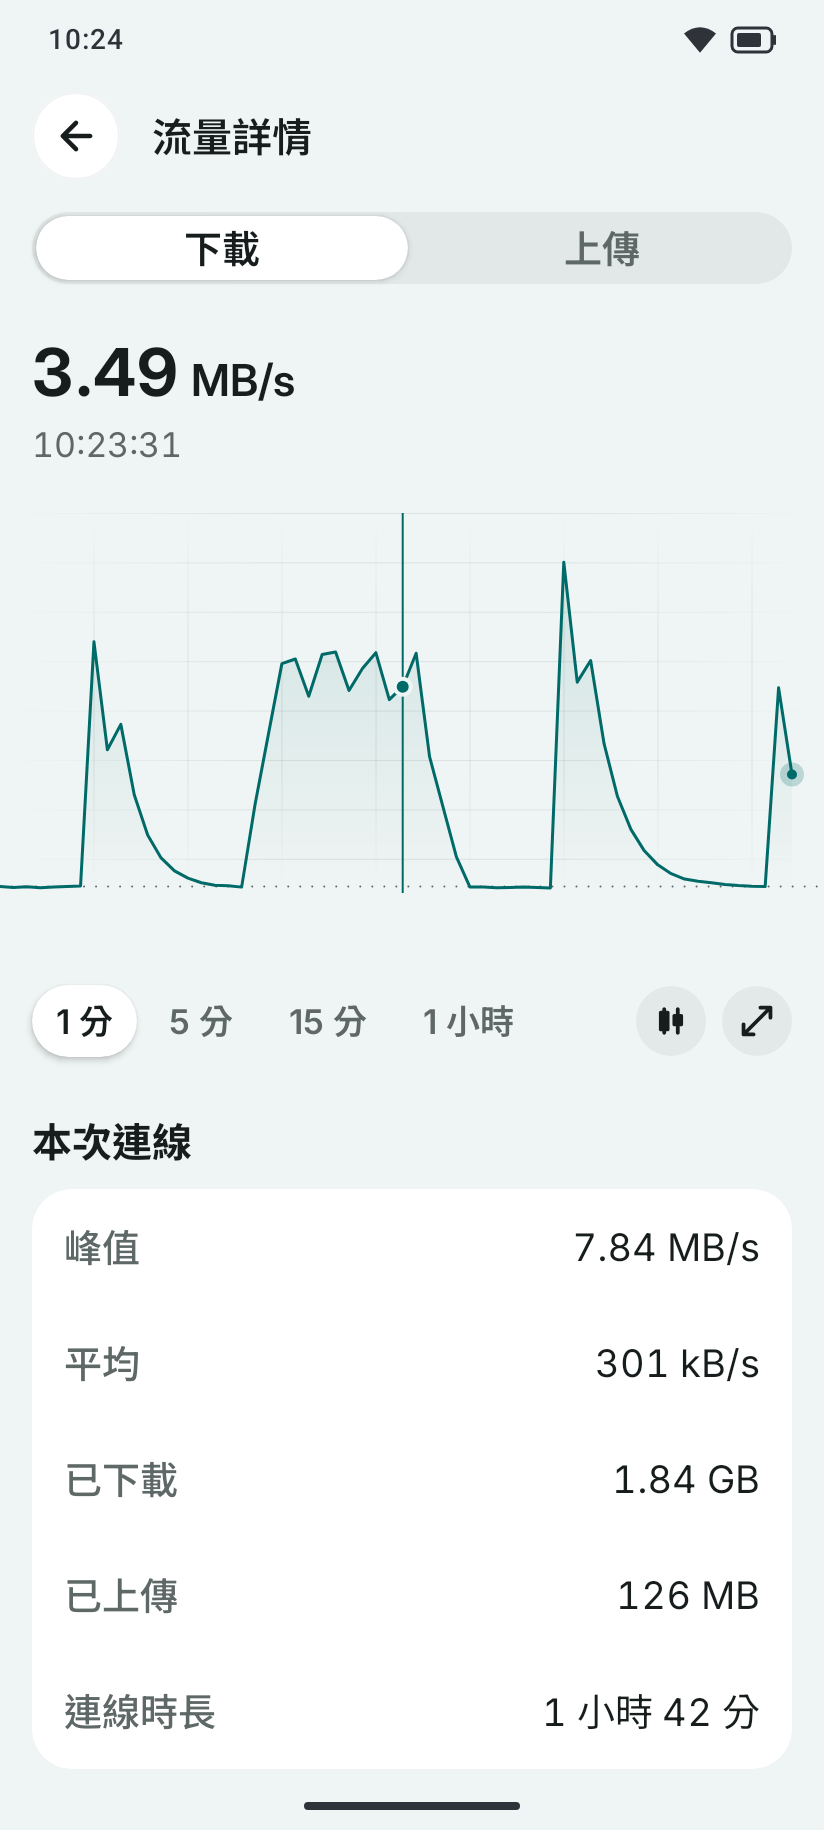 10:24
流量詳情
下載
上傳
3.49 MB/s
10:23:31
1 分
5 分
15 分
1 小時
本次連線
峰值
7.84 MB/s
平均
301 kB/s
已下載
1.84 GB
已上傳
126 MB
連線時長
1 小時 42 分